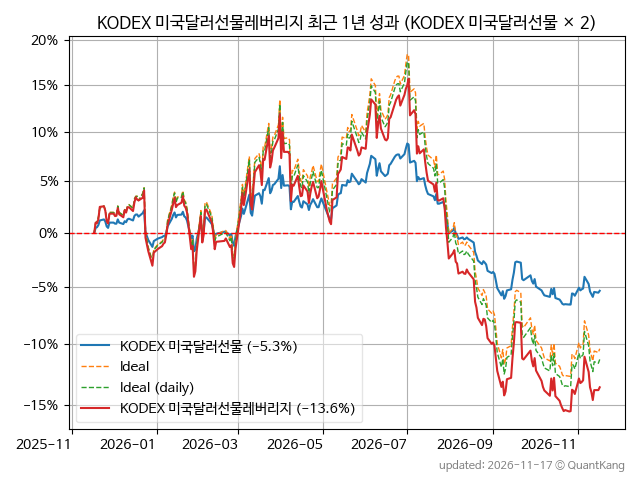 KODEX 미국달러선물레버리지 최근 1년 성과 (KODEX 미국달러선물 × 2)
20%
15%
10%
5%
0%
−5%
−10%
−15%
KODEX 미국달러선물 (−5.3%)
Ideal
Ideal (daily)
KODEX 미국달러선물레버리지 (−13.6%)
2025-11 2026-01 2026-03 2026-05 2026-07 2026-09 2026-11
updated: 2026-11-17 © QuantKang